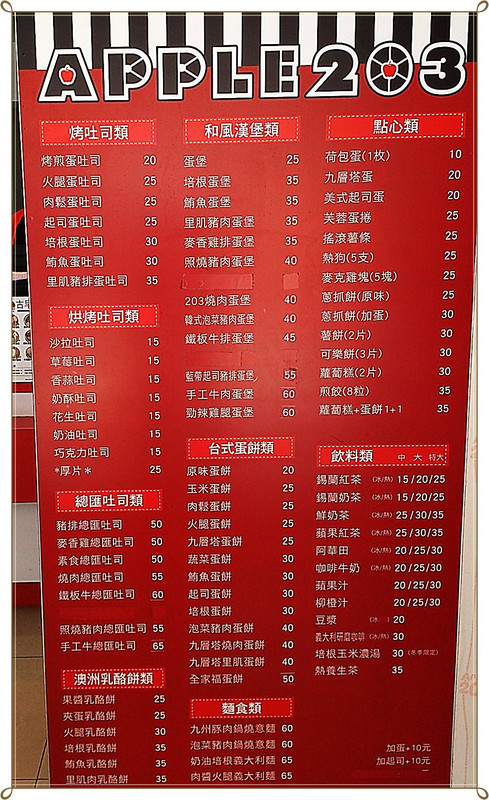 APPLE203
烤吐司類
烤煎蛋吐司 20
火腿蛋吐司 25
肉鬆蛋吐司 25
起司蛋吐司 25
培根蛋吐司 30
鮪魚蛋吐司 30
里肌豬排蛋吐司 35
烘烤吐司類
沙拉吐司 15
草莓吐司 15
香蒜吐司 15
奶酥吐司 15
花生吐司 15
奶油吐司 15
巧克力吐司 15
*厚片* 25
總匯吐司類
豬排總匯吐司 50
麥香雞總匯吐司 50
素食總匯吐司 50
燒肉總匯吐司 55
鐵板牛總匯吐司 60
照燒豬肉總匯吐司 55
手工牛總匯吐司 65
澳洲乳酪餅類
果醬乳酪餅 25
夾蛋乳酪餅 25
火腿乳酪餅 30
培根乳酪餅 35
鮪魚乳酪餅 35
里肌肉乳酪餅 35
和風漢堡類
蛋堡 25
培根蛋堡 35
鮪魚蛋堡 35
里肌豬肉蛋堡 35
麥香雞排蛋堡 35
照燒豬肉蛋堡 40
203燒肉蛋堡 40
韓式泡菜豬肉蛋堡 40
鐵板牛排蛋堡 45
藍帶起司豬排蛋堡 55
手工牛肉蛋堡 60
勁辣雞腿蛋堡 60
台式蛋餅類
原味蛋餅 20
玉米蛋餅 25
肉鬆蛋餅 25
火腿蛋餅 25
九層塔蛋餅 25
蔬菜蛋餅 30
鮪魚蛋餅 30
起司蛋餅 30
培根蛋餅 30
泡菜豬肉蛋餅 40
九層塔燒肉蛋餅 40
九層塔里肌蛋餅 40
全家福蛋餅 50
麵食類
九州豚肉鍋燒意麵 60
泡菜豬肉鍋燒意麵 60
奶油培根義大利麵 65
肉醬火腿義大利麵 65
點心類
荷包蛋(1枚) 10
九層塔蛋 20
美式起司蛋 20
芙蓉蛋捲 25
搖滾薯條 25
熱狗(5支) 25
麥克雞塊(5塊) 25
蔥抓餅(原味) 25
蔥抓餅(加蛋) 30
薯餅(2片) 30
可樂餅(3片) 30
蘿蔔糕(2片) 30
煎餃(8粒) 35
蘿蔔糕+蛋餅1+1 35
飲料類 中 大 特大
錫蘭紅茶 (冰/熱) 15/20/25
錫蘭奶茶 (冰/熱) 15/20/25
鮮奶茶 (冰/熱) 25/30/35
蘋果紅茶 (冰/熱) 25/30/35
阿華田 (冰/熱) 20/25/30
咖啡牛奶 (冰/熱) 20/25/30
蘋果汁 20/25/30
柳橙汁 20/25/30
豆漿 20
義大利研磨咖啡 (冰/熱) 30
培根玉米濃湯 30 (冬季限定)
熱養生茶 35
加蛋+10元
加起司+10元